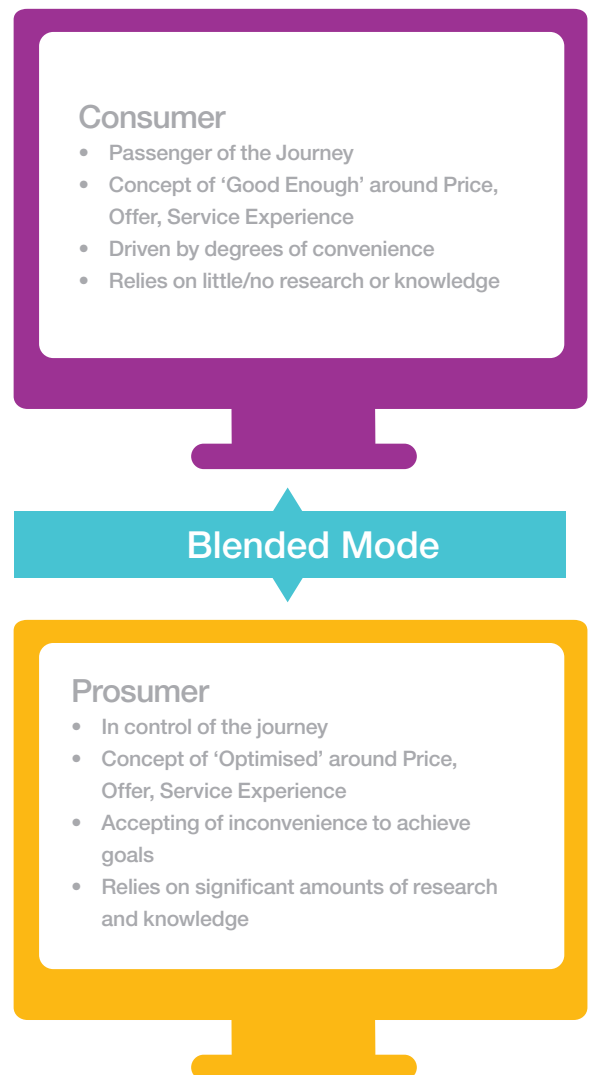 Consumer
• Passenger of the Journey
• Concept of ‘Good Enough’ around Price,
Offer, Service Experience
• Driven by degrees of convenience
• Relies on little/no research or knowledge
Blended Mode
Prosumer
• In control of the journey
• Concept of ‘Optimised’ around Price,
Offer, Service Experience
• Accepting of inconvenience to achieve
goals
• Relies on significant amounts of research
and knowledge